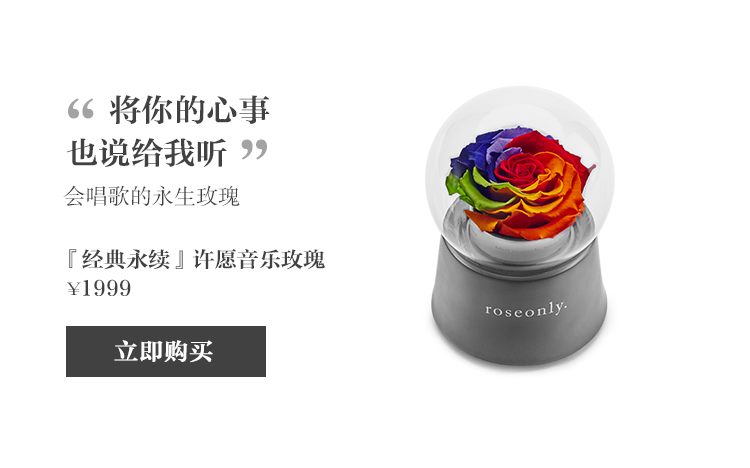 “ 将你的心事
也说给我听 ”
会唱歌的永生玫瑰
『经典永续』许愿音乐玫瑰
¥1999
立即购买
roseonly.